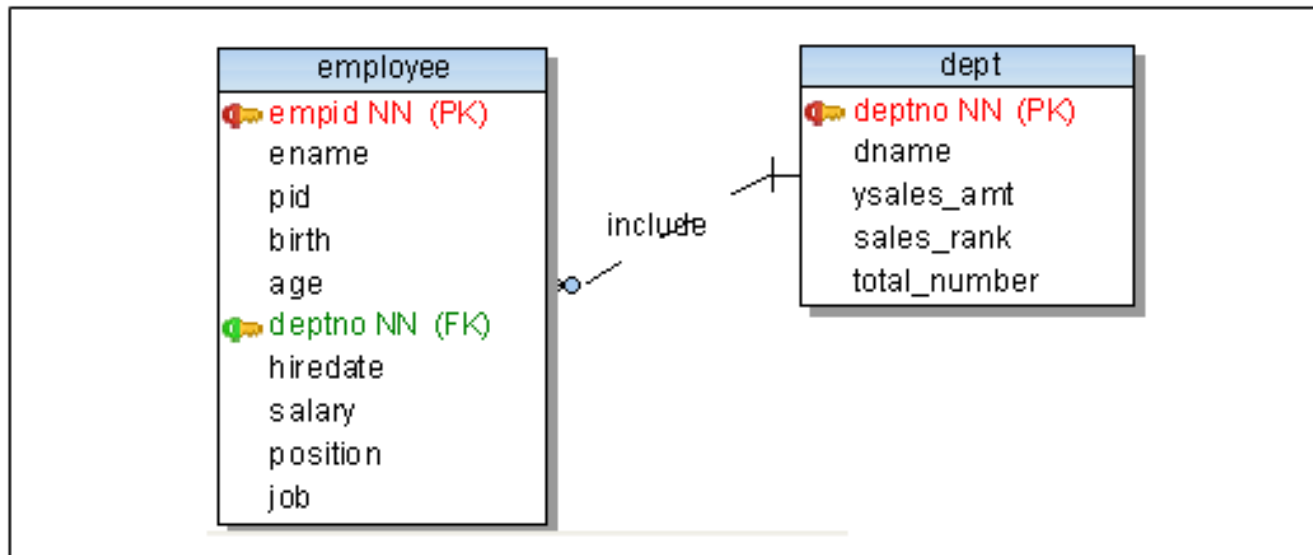 employee
empid NN (PK)
ename
pid
birth
age
deptno NN (FK)
hiredate
salary
position
job
include
dept
deptno NN (PK)
dname
ysales_amt
sales_rank
total_number